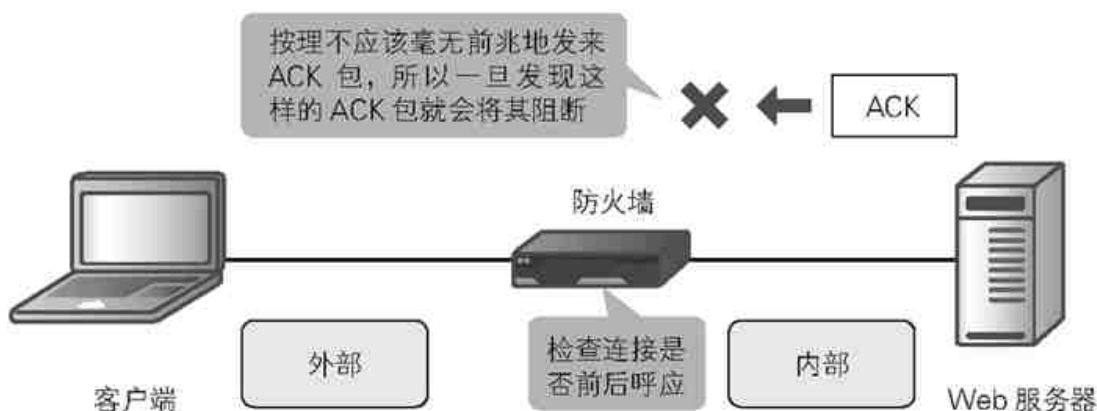 按理不应该毫无前兆地发来
ACK 包，所以一旦发现这
样的 ACK 包就会将其阻断
ACK
防火墙
外部
检查连接是
否前后呼应
内部
客户端
Web 服务器